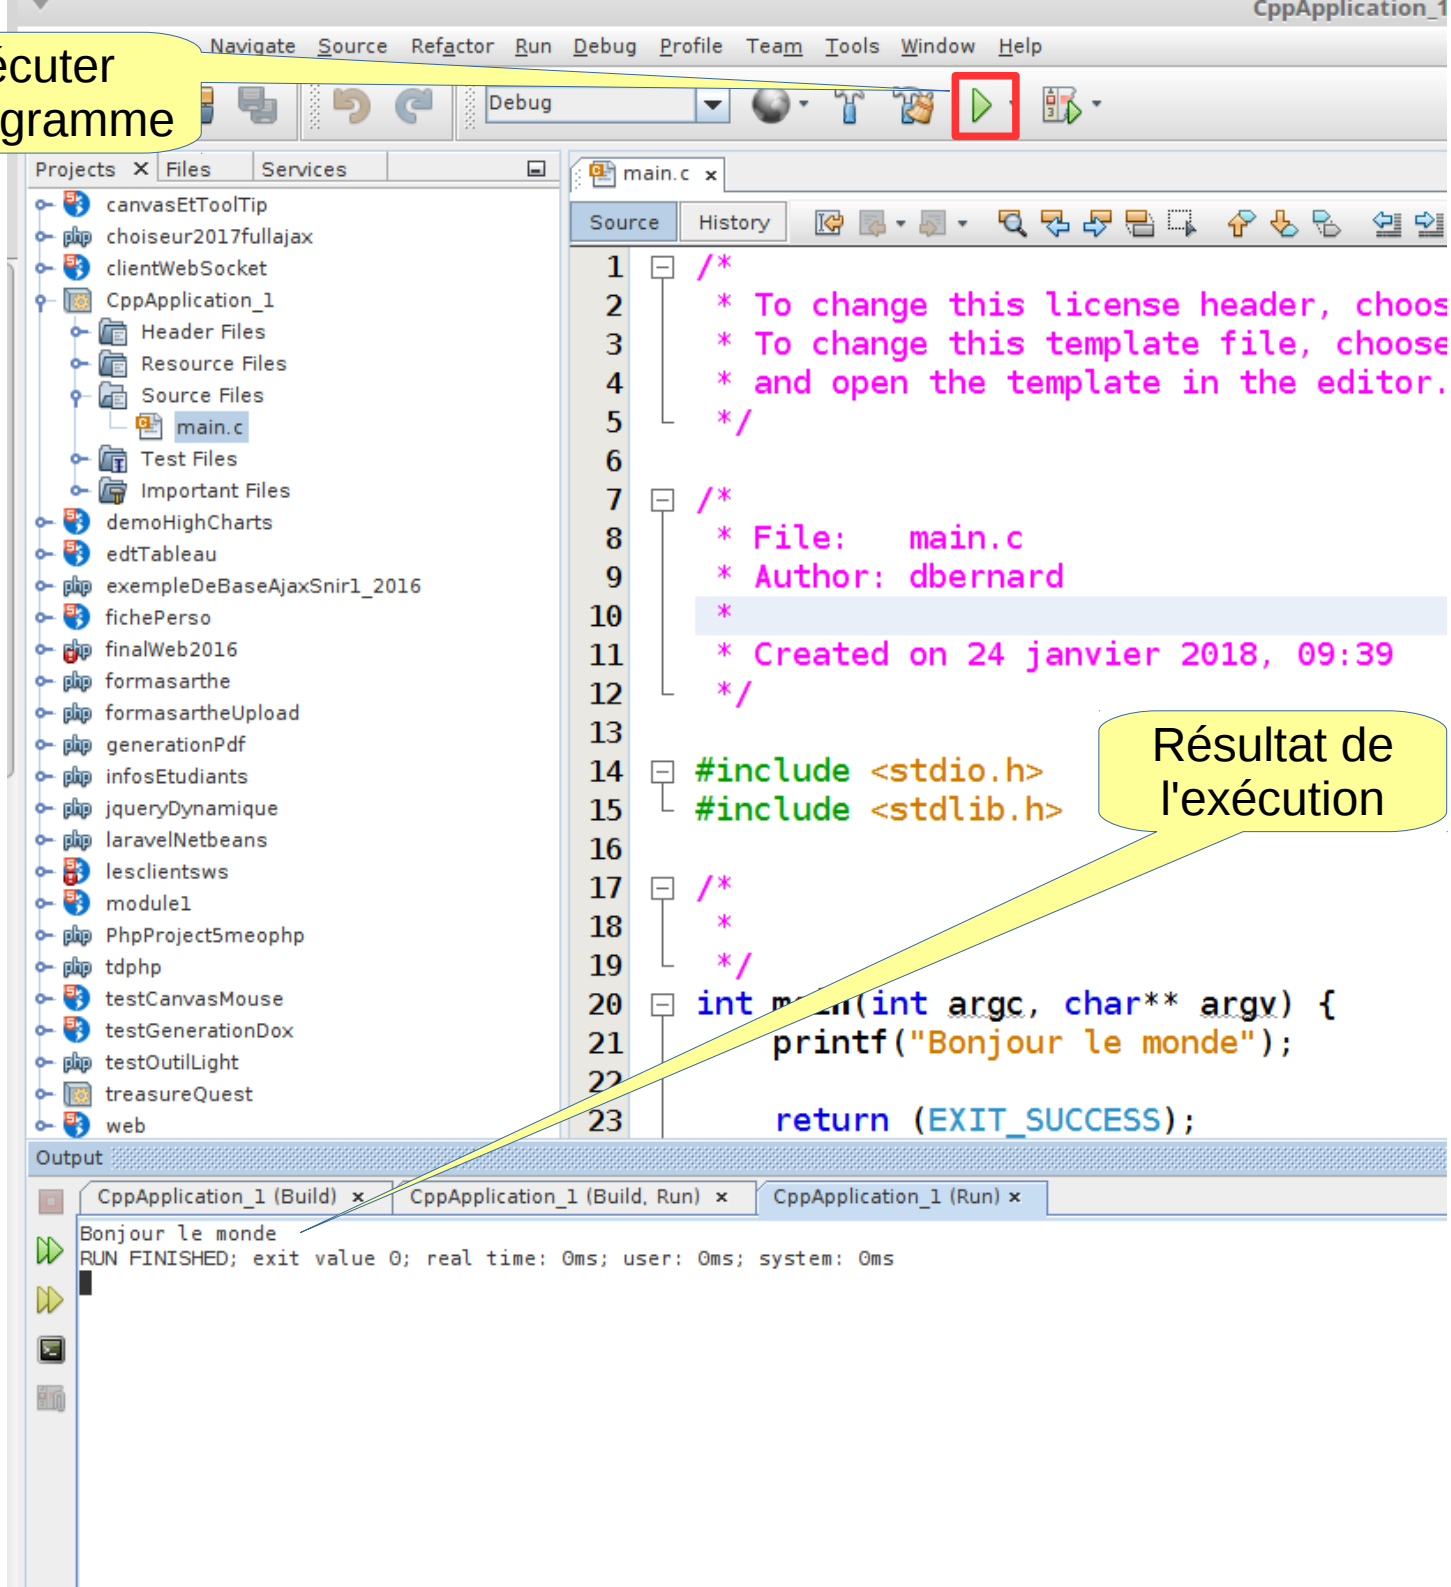 CppApplication_1
écuter
gramme
Navigate Source Refactor Run Debug Profile Team Tools Window Help
Debug
Projects Files Services
canvasEtToolTip
choiseur2017fullajax
clientWebSocket
CppApplication_1
Header Files
Resource Files
Source Files
main.c
Test Files
Important Files
demoHighCharts
edtTableau
exempleDeBaseAjaxSnir1_2016
fichePerso
finalWeb2016
formasarthe
formasartheUpload
generationPdf
infosEtudiants
jqueryDynamique
laravelNetbeans
lesclientsws
module1
PhpProject5meophp
tdphp
testCanvasMouse
testGenerationDox
testOutilLight
treasureQuest
web
main.c
Source History
1 /*
2 * To change this license header, choos
3 * To change this template file, choose
4 * and open the template in the editor.
5 */
6
7 /*
8 * File:   main.c
9 * Author: dbernard
10 *
11 * Created on 24 janvier 2018, 09:39
12 */
13
14 #include <stdio.h>
15 #include <stdlib.h>
16
17 /*
18 *
19 */
20 int main(int argc, char** argv) {
21 printf("Bonjour le monde");
22
23 return (EXIT_SUCCESS);
Résultat de
l'exécution
Output
CppApplication_1 (Build) CppApplication_1 (Build, Run) CppApplication_1 (Run)
Bonjour le monde
RUN FINISHED; exit value 0; real time: 0ms; user: 0ms; system: 0ms